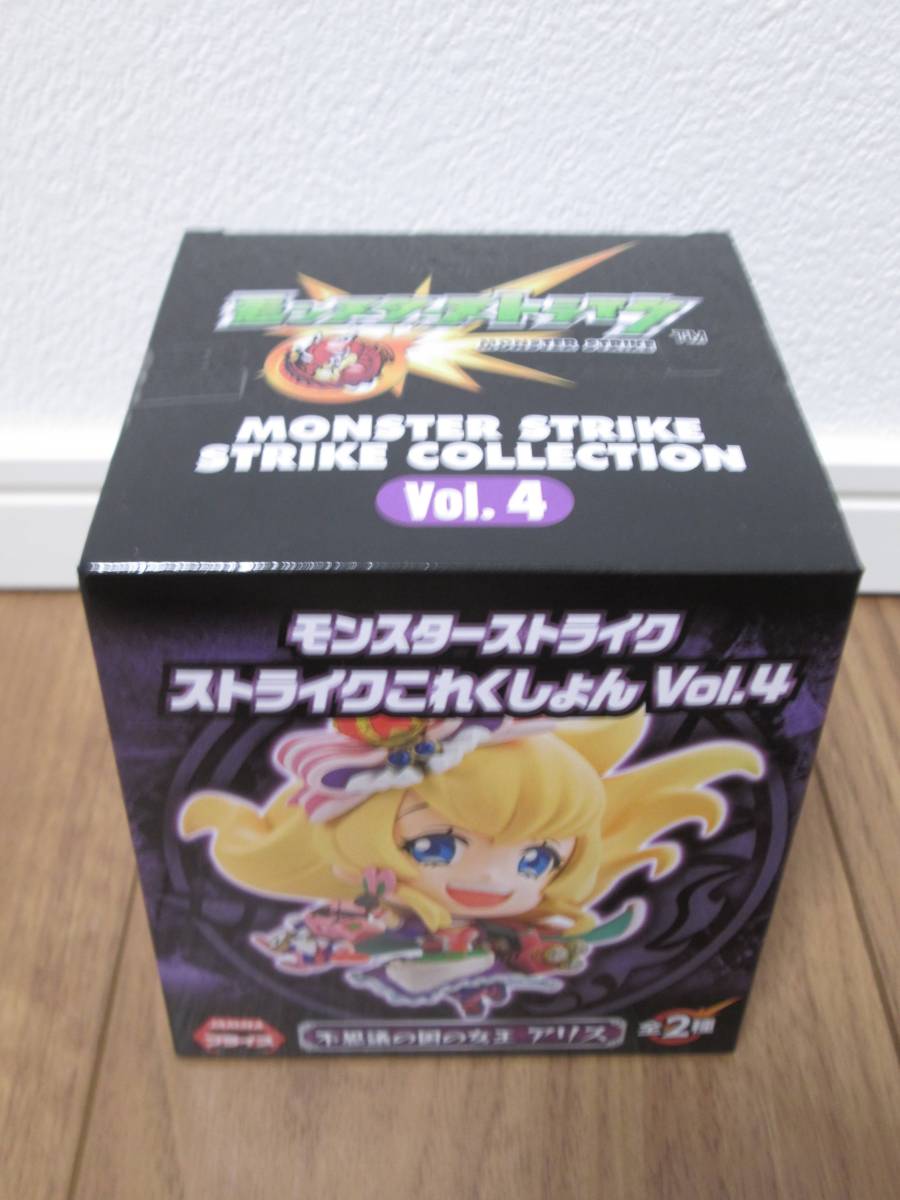 モンスターストライク
MONSTER STRIKE
TM
MONSTER STRIKE
STRIKE COLLECTION
Vol. 4
モンスターストライク
ストライクこれくしょん Vol.4
不思議の国の女王 アリス
全2種